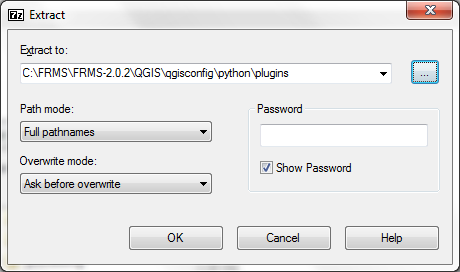 7z Extract
Extract to:
C:\FRMS\FRMS-2.0.2\QGIS\qgisconfig\python\plugins
...
Path mode:
Full pathnames
Overwrite mode:
Ask before overwrite
Password
Show Password
OK Cancel Help